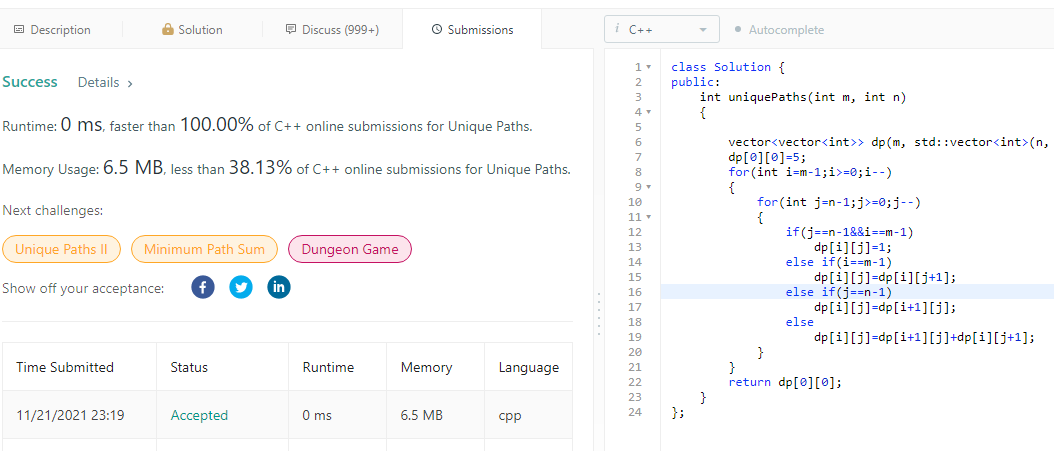 Description
Solution
Discuss (999+)
Submissions
Success Details
Runtime: 0 ms, faster than 100.00% of C++ online submissions for Unique Paths.
Memory Usage: 6.5 MB, less than 38.13% of C++ online submissions for Unique Paths.
Next challenges:
Unique Paths II
Minimum Path Sum
Dungeon Game
Show off your acceptance:
Time Submitted Status Runtime Memory Language
11/21/2021 23:19 Accepted 0 ms 6.5 MB cpp
i C++ Autocomplete
1 class Solution {
2 public:
3     int uniquePaths(int m, int n)
4     {
5
6         vector<vector<int>> dp(m, std::vector<int>(n,
7         dp[0][0]=5;
8         for(int i=m-1;i>=0;i--)
9         {
10             for(int j=n-1;j>=0;j--)
11             {
12                 if(j==n-1&&i==m-1)
13                     dp[i][j]=1;
14                 else if(i==m-1)
15                     dp[i][j]=dp[i][j+1];
16                 else if(j==n-1)
17                     dp[i][j]=dp[i+1][j];
18                 else
19                     dp[i][j]=dp[i+1][j]+dp[i][j+1];
20             }
21         }
22         return dp[0][0];
23     }
24 };